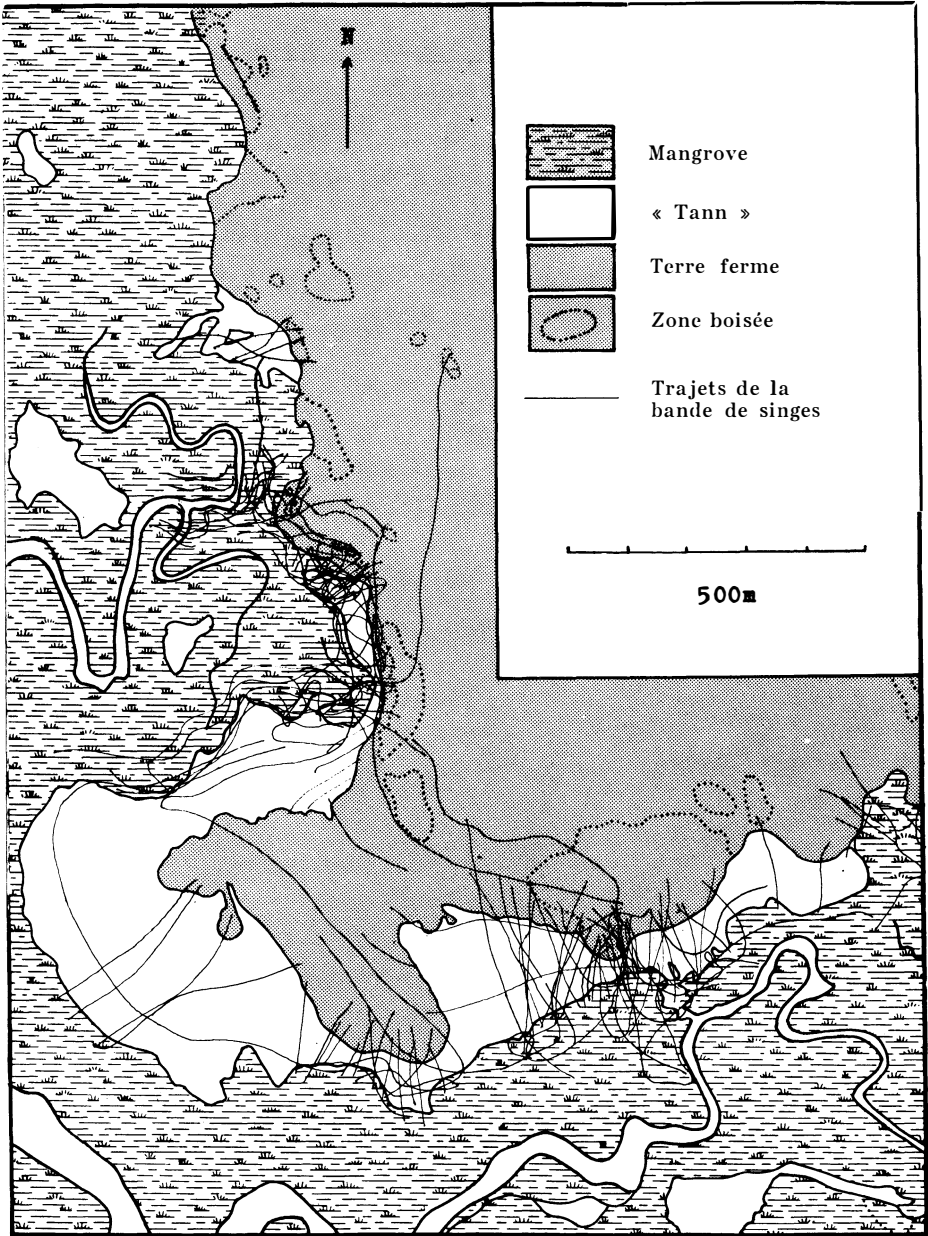 N
Mangrove
« Tann »
Terre ferme
Zone boisée
Trajets de la
bande de singes
500m